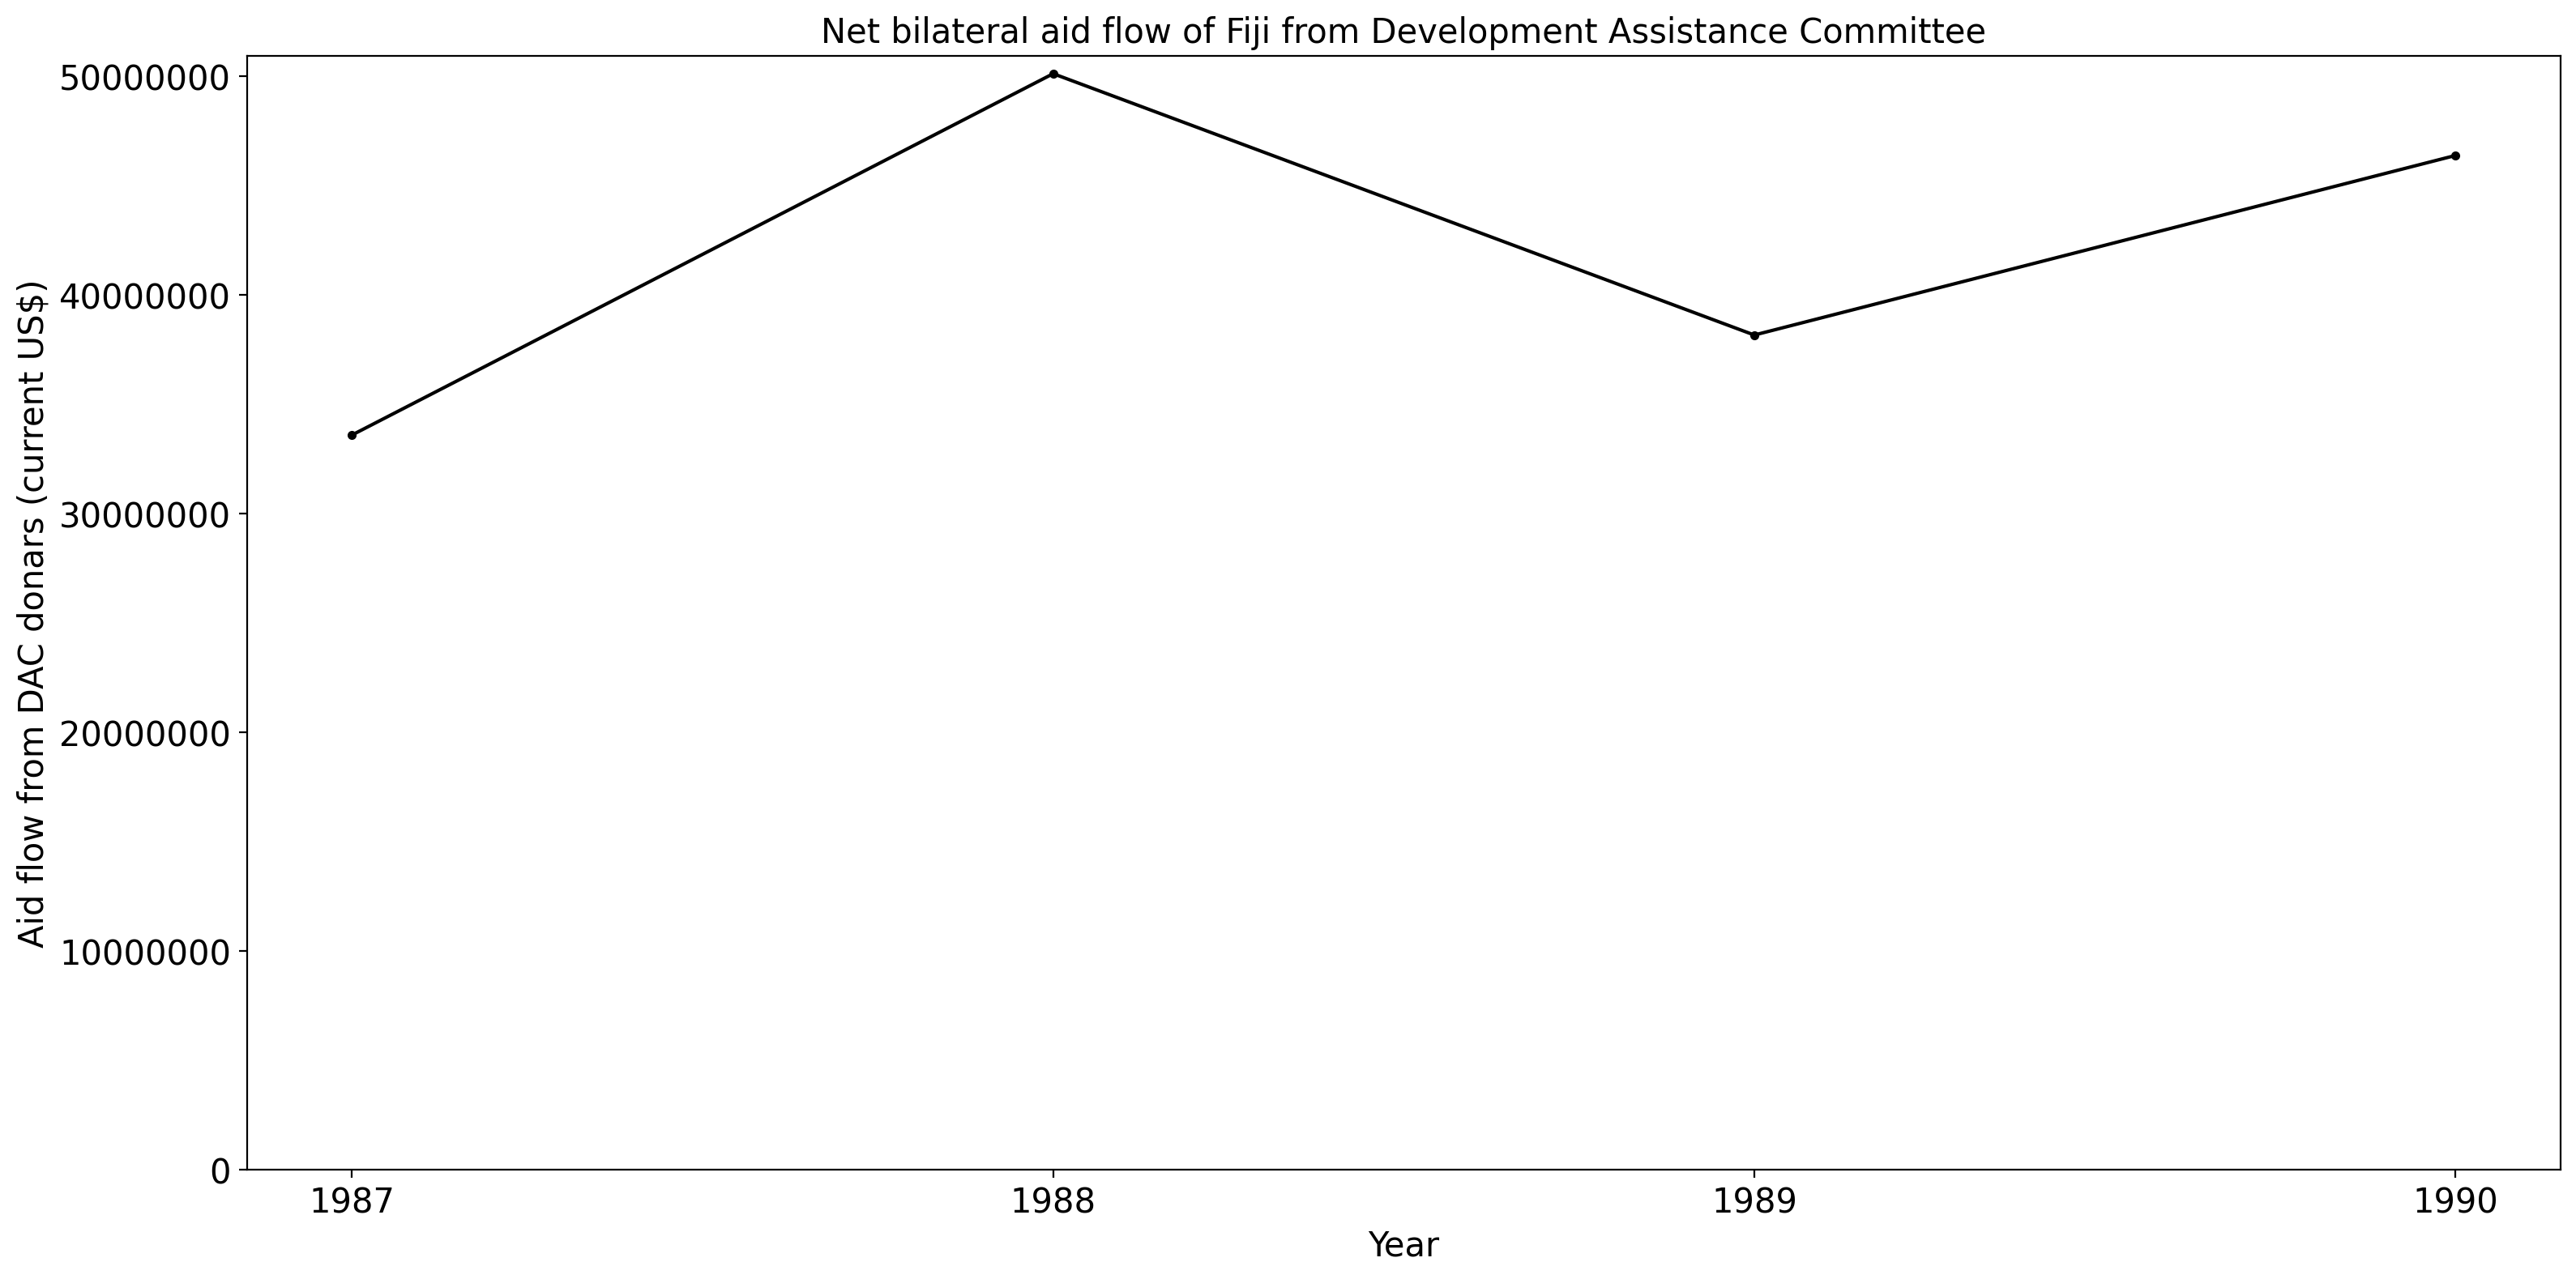 Net bilateral aid flow of Fiji from Development Assistance Committee
Aid flow from DAC donars (current US$)
50000000
40000000
30000000
20000000
10000000
0
1987 1988 1989 1990
Year